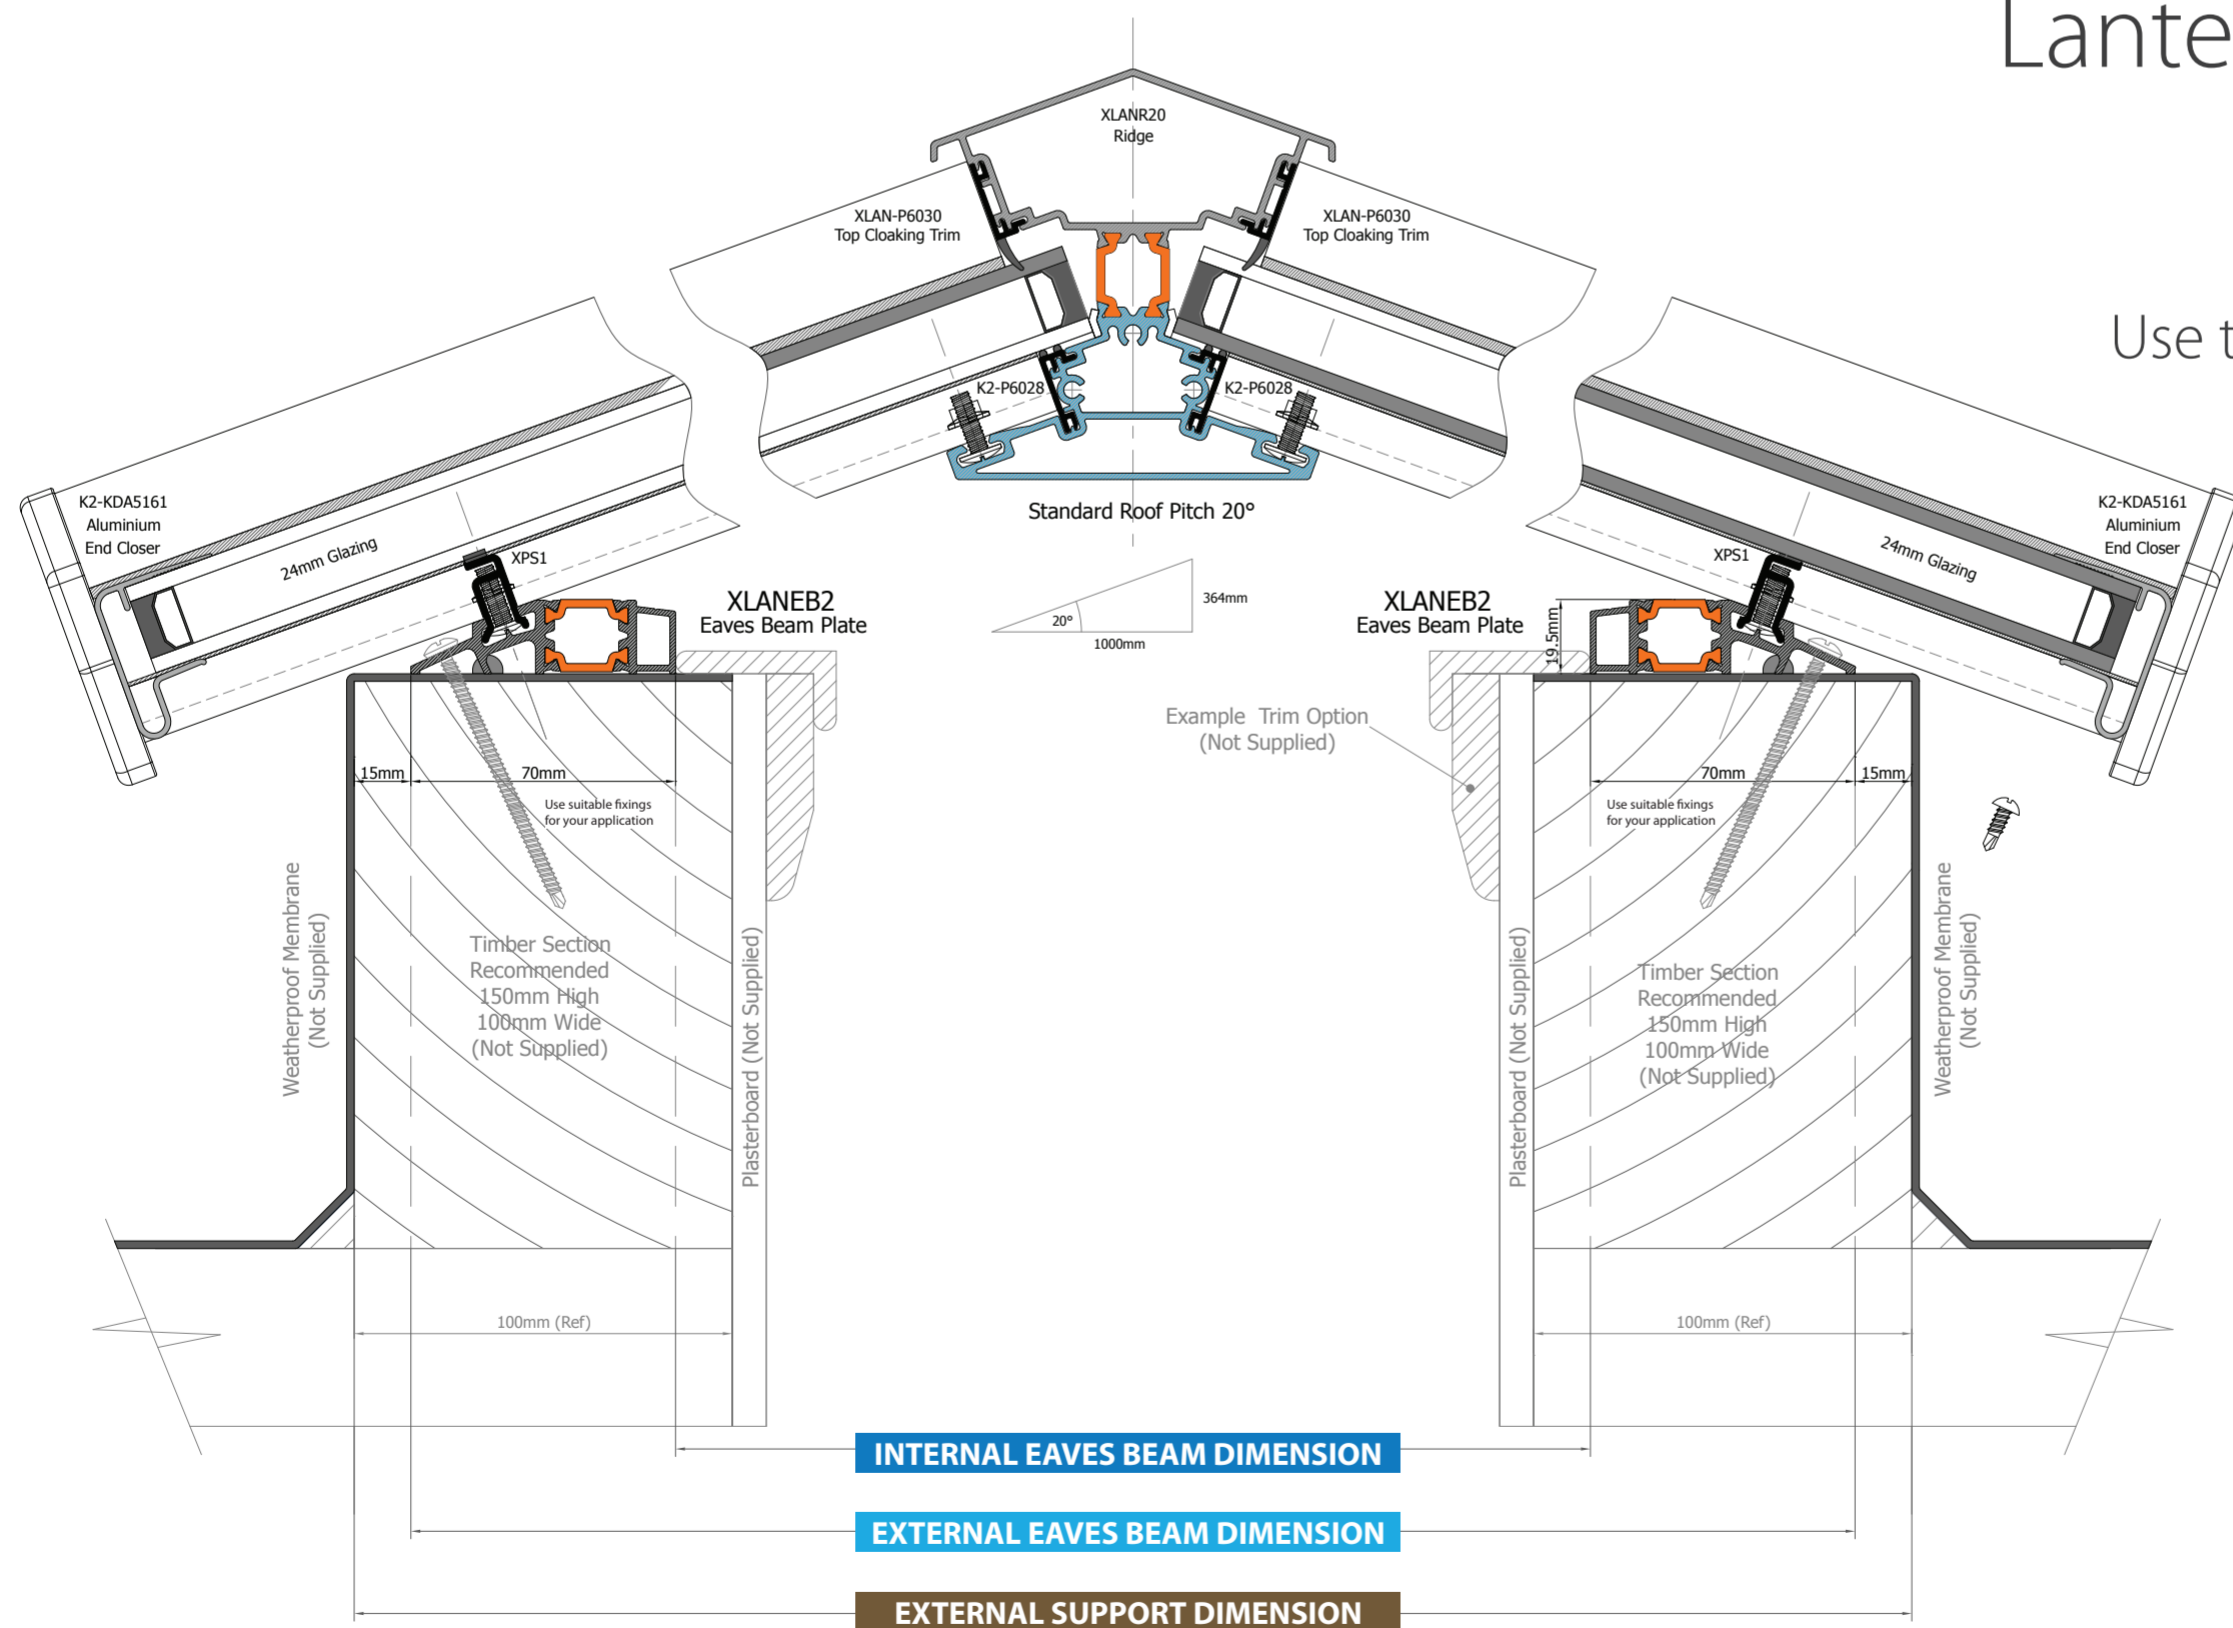 Lante
Use t
XLANR20
Ridge
XLAN-P6030
Top Cloaking Trim
XLAN-P6030
Top Cloaking Trim
K2-P6028
K2-P6028
Standard Roof Pitch 20°
K2-KDA5161
Aluminium
End Closer
24mm Glazing
XPS1
XLANEB2
Eaves Beam Plate
20°
364mm
1000mm
XLANEB2
Eaves Beam Plate
19.5mm
XPS1
24mm Glazing
K2-KDA5161
Aluminium
End Closer
Example Trim Option
(Not Supplied)
15mm
70mm
Use suitable fixings
for your application
70mm
15mm
Use suitable fixings
for your application
Weatherproof Membrane
(Not Supplied)
Timber Section
Recommended
150mm High
100mm Wide
(Not Supplied)
Plasterboard (Not Supplied)
Plasterboard (Not Supplied)
Timber Section
Recommended
150mm High
100mm Wide
(Not Supplied)
Weatherproof Membrane
(Not Supplied)
100mm (Ref)
100mm (Ref)
INTERNAL EAVES BEAM DIMENSION
EXTERNAL EAVES BEAM DIMENSION
EXTERNAL SUPPORT DIMENSION